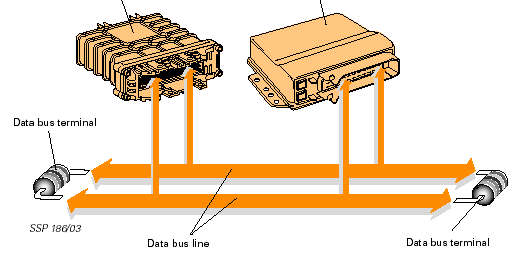 Data bus terminal
SSP 186/03
Data bus line
Data bus terminal